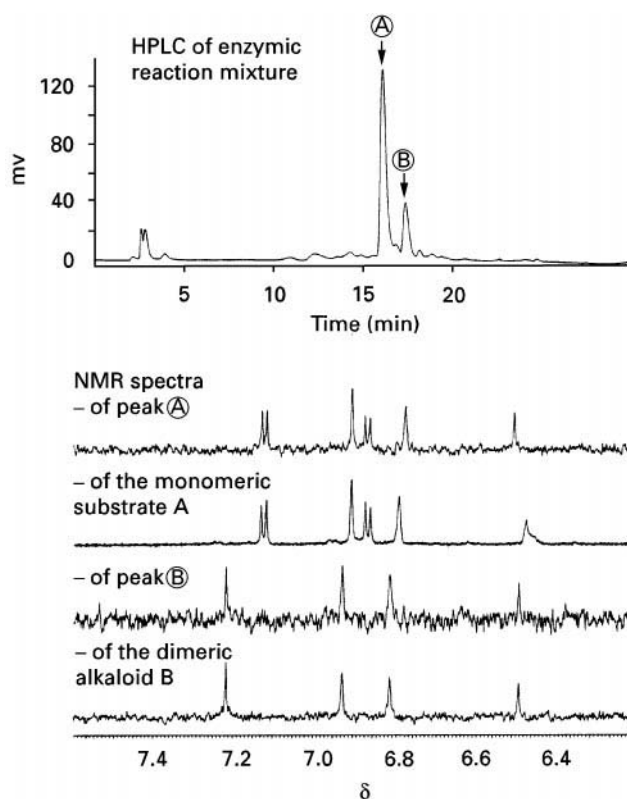 Ⓐ
HPLC of enzymic
reaction mixture
Ⓑ
120
80
40
0
mv
5 10 15 20
Time (min)
NMR spectra
– of peak Ⓐ
– of the monomeric
substrate A
– of peak Ⓑ
– of the dimeric
alkaloid B
7.4 7.2 7.0 6.8 6.6 6.4
δ